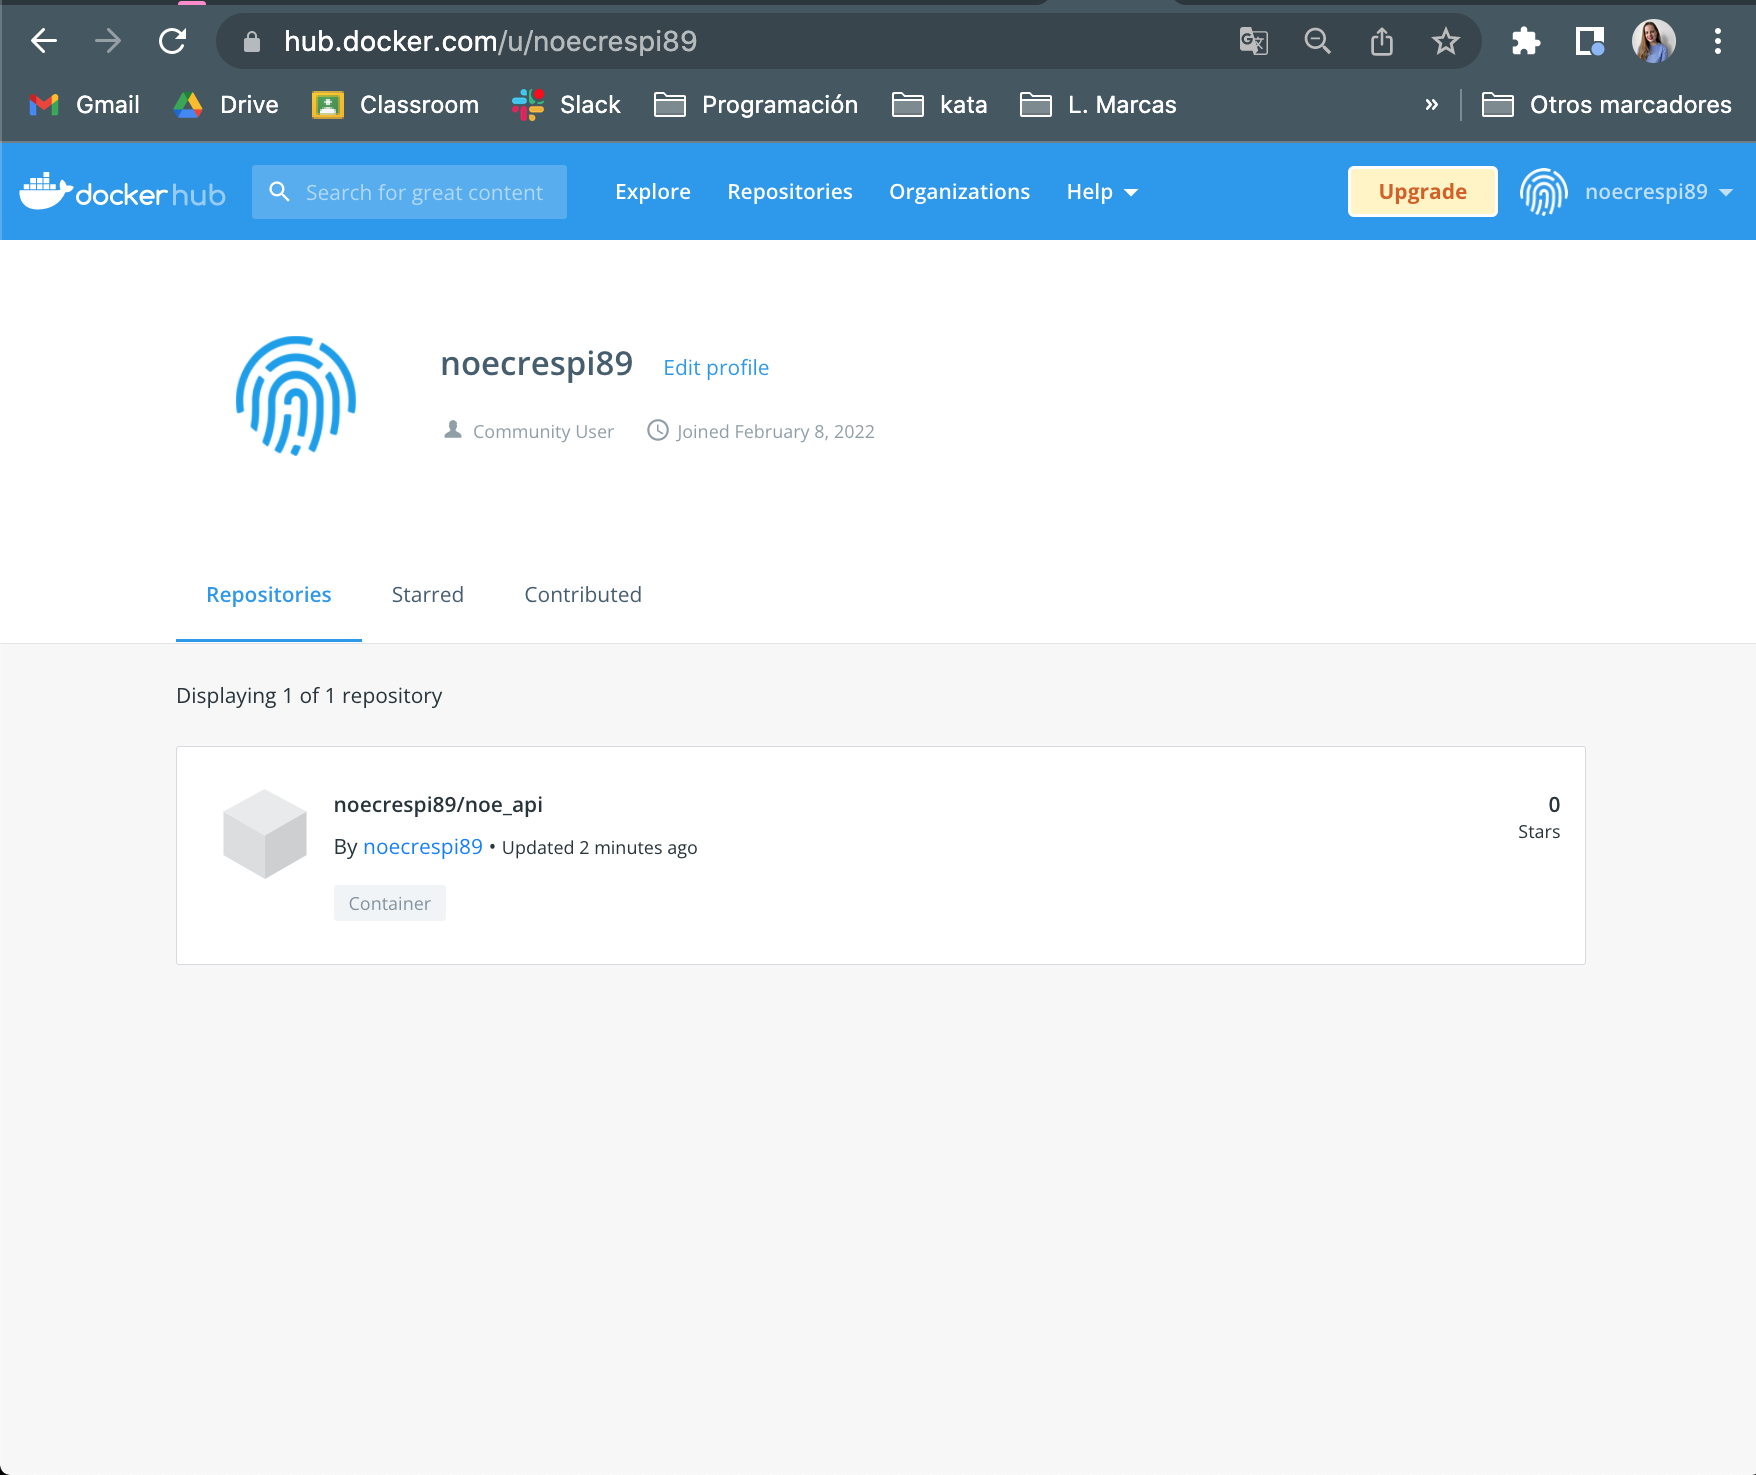 hub.docker.com/u/noecrespi89
Gmail Drive Classroom Slack Programación kata L. Marcas » Otros marcadores
docker hub Search for great content Explore Repositories Organizations Help Upgrade noecrespi89
noecrespi89 Edit profile
Community User Joined February 8, 2022
Repositories Starred Contributed
Displaying 1 of 1 repository
noecrespi89/noe_api 0
By noecrespi89 • Updated 2 minutes ago Stars
Container